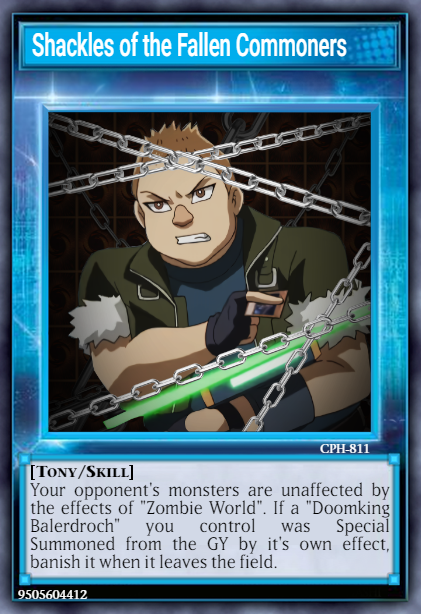 Shackles of the Fallen Commoners
CPH-811
[TONY/SKILL]
Your opponent's monsters are unaffected by
the effects of "Zombie World". If a "Doomking
Balerdroch" you control was Special
Summoned from the GY by it's own effect,
banish it when it leaves the field.
9505604412